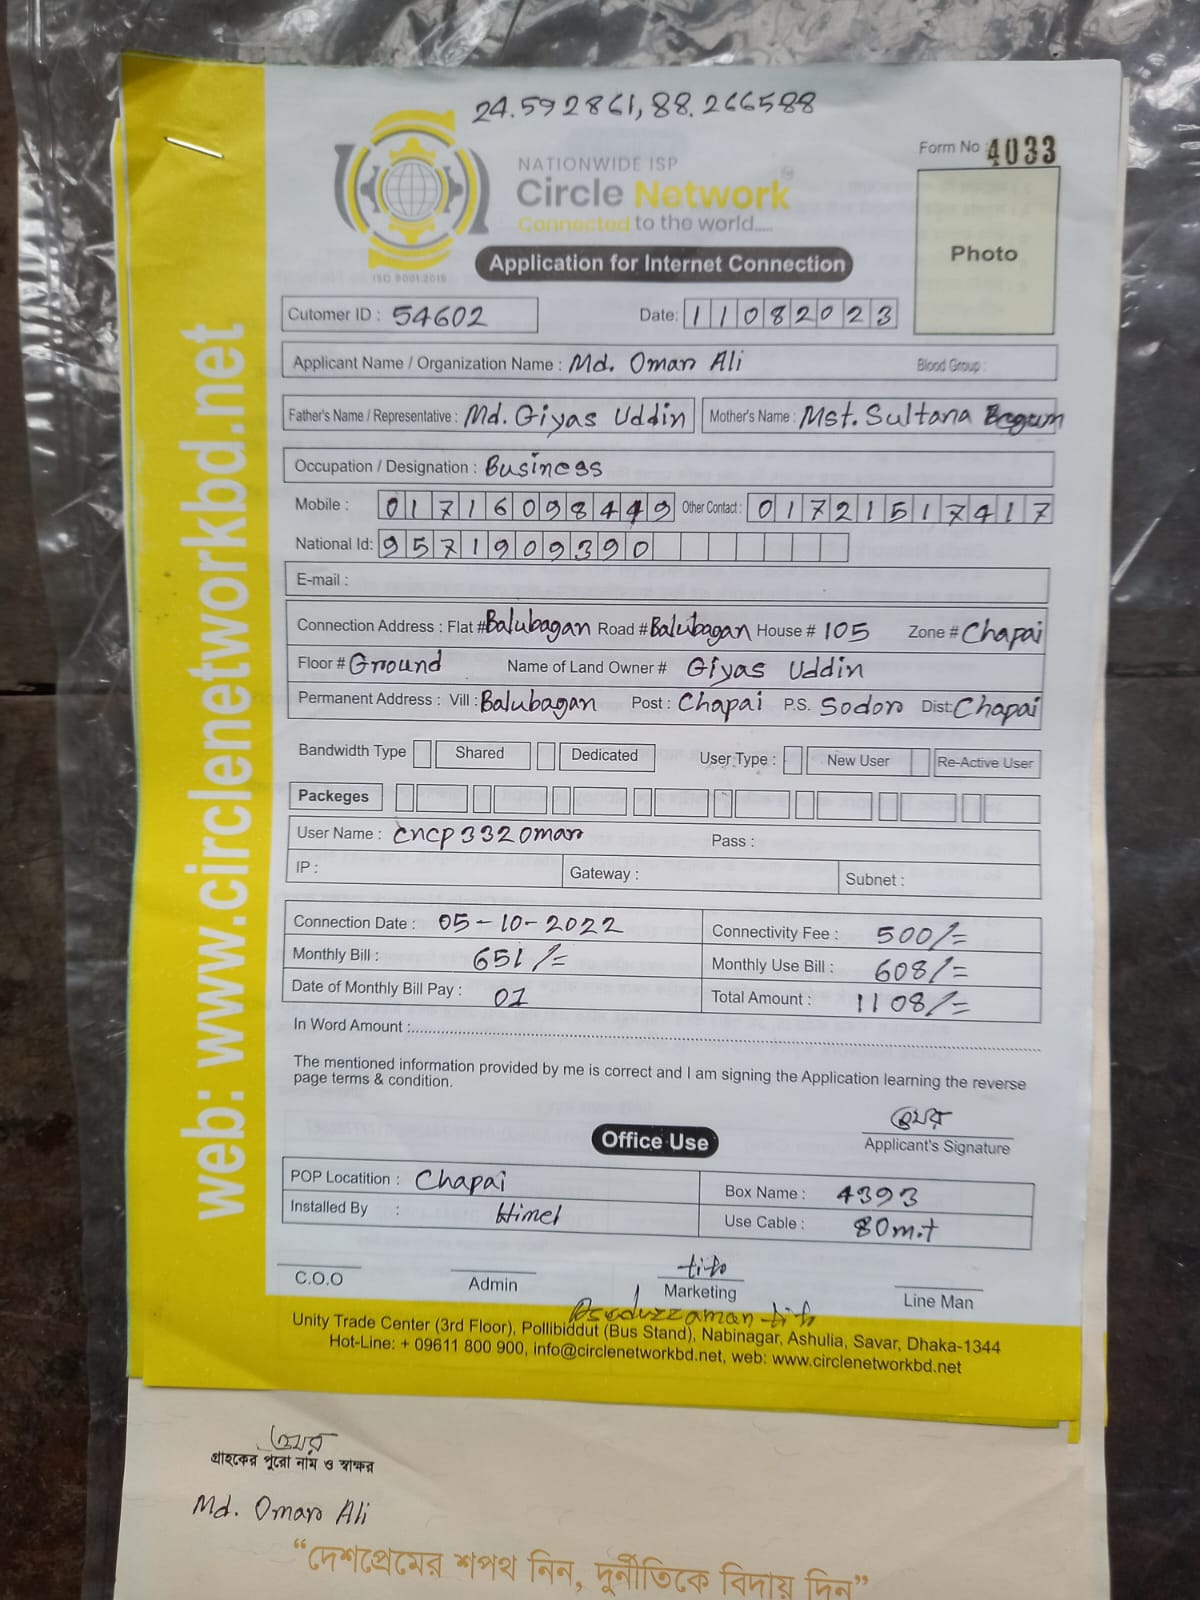 24.592861, 88.266588
Form No 4033
NATIONWIDE ISP
Circle Network®
Connected to the world.....
ISO 9001:2015
Photo
Application for Internet Connection
Cutomer ID : 54602 Date: 11082023
Applicant Name / Organization Name : Md. Omar Ali Blood Group :
Father's Name / Representative : Md. Giyas Uddin Mother's Name : Mst. Sultana Begum
Occupation / Designation : Business
Mobile : 01716098449 Other Contact : 01721517417
National Id: 9571909390
E-mail :
Connection Address : Flat # Balubagan Road # Balubagan House # 105 Zone # Chapai
Floor # Ground Name of Land Owner # Giyas Uddin
Permanent Address : Vill : Balubagan Post : Chapai P.S. Sodor Dist: Chapai
Bandwidth Type Shared Dedicated User Type : New User Re-Active User
Packeges
User Name : cncp332omar Pass :
IP : Gateway : Subnet :
Connection Date : 05-10-2022 Connectivity Fee : 500/=
Monthly Bill : 651/= Monthly Use Bill : 608/=
Date of Monthly Bill Pay : 01 Total Amount : 1108/=
In Word Amount :
The mentioned information provided by me is correct and I am signing the Application learning the reverse
page terms & condition.
ওমর
Applicant's Signature
Office Use
POP Locatition : Chapai Box Name : 4393
Installed By : Himel Use Cable : 80m.t
tito
C.O.O Admin Marketing Line Man
Asaduzzaman tito
Unity Trade Center (3rd Floor), Pollibiddut (Bus Stand), Nabinagar, Ashulia, Savar, Dhaka-1344
Hot-Line: + 09611 800 900, info@circlenetworkbd.net, web: www.circlenetworkbd.net
web: www.circlenetworkbd.net
ওমর
গ্রাহকের পুরো নাম ও স্বাক্ষর
Md. Omar Ali
“দেশপ্রেমের শপথ নিন, দুর্নীতিকে বিদায় দিন”